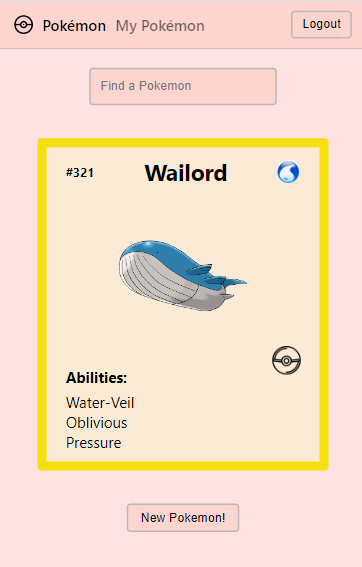 Pokémon My Pokémon Logout
Find a Pokemon
#321 Wailord
Abilities:
Water-Veil
Oblivious
Pressure
New Pokemon!